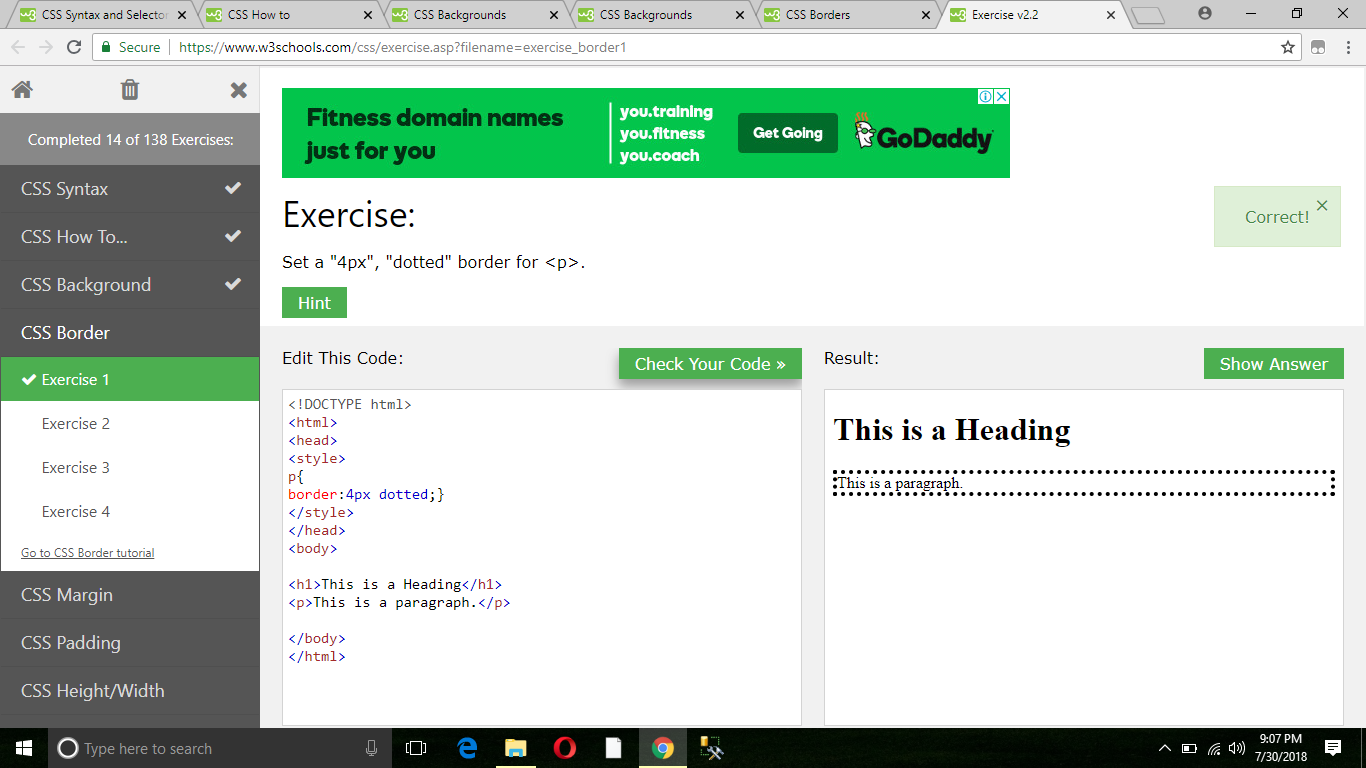 CSS Syntax and Selector
CSS How to
CSS Backgrounds
CSS Backgrounds
CSS Borders
Exercise v2.2
Secure
https://www.w3schools.com/css/exercise.asp?filename=exercise_border1
Completed 14 of 138 Exercises:
CSS Syntax
CSS How To...
CSS Background
CSS Border
Exercise 1
Exercise 2
Exercise 3
Exercise 4
Go to CSS Border tutorial
CSS Margin
CSS Padding
CSS Height/Width
Fitness domain names
just for you
you.training
you.fitness
you.coach
Get Going
GoDaddy
Exercise:
Correct!
Set a "4px", "dotted" border for <p>.
Hint
Edit This Code:
Check Your Code »
<!DOCTYPE html>
<html>
<head>
<style>
p{
border:4px dotted;}
</style>
</head>
<body>
<h1>This is a Heading</h1>
<p>This is a paragraph.</p>
</body>
</html>
Result:
Show Answer
This is a Heading
This is a paragraph.
Type here to search
9:07 PM
7/30/2018